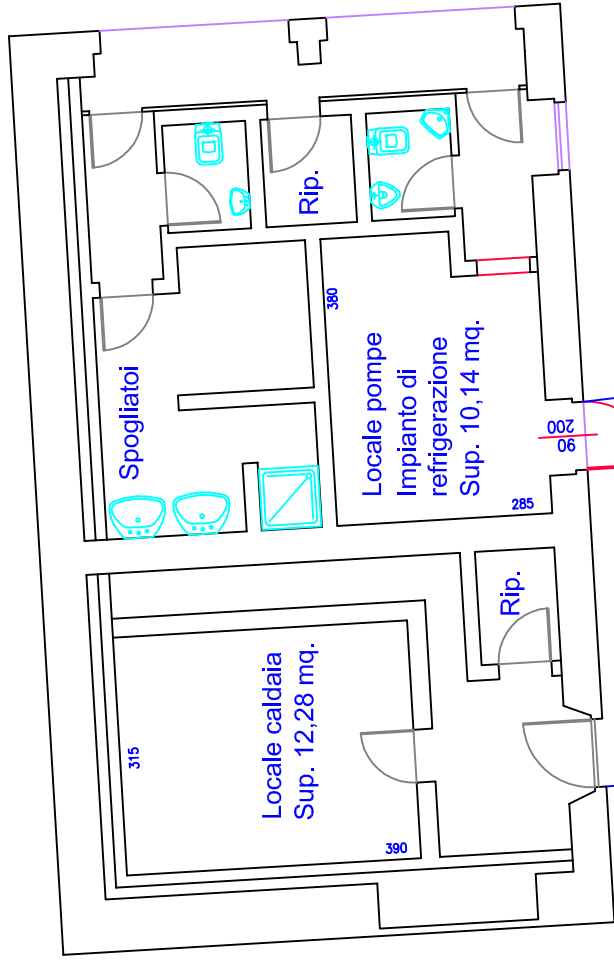 Rip.
380
Spogliatoi
Locale pompe
Impianto di
refrigerazione
Sup. 10,14 mq.
90
200
285
Rip.
Locale caldaia
Sup. 12,28 mq.
315
390